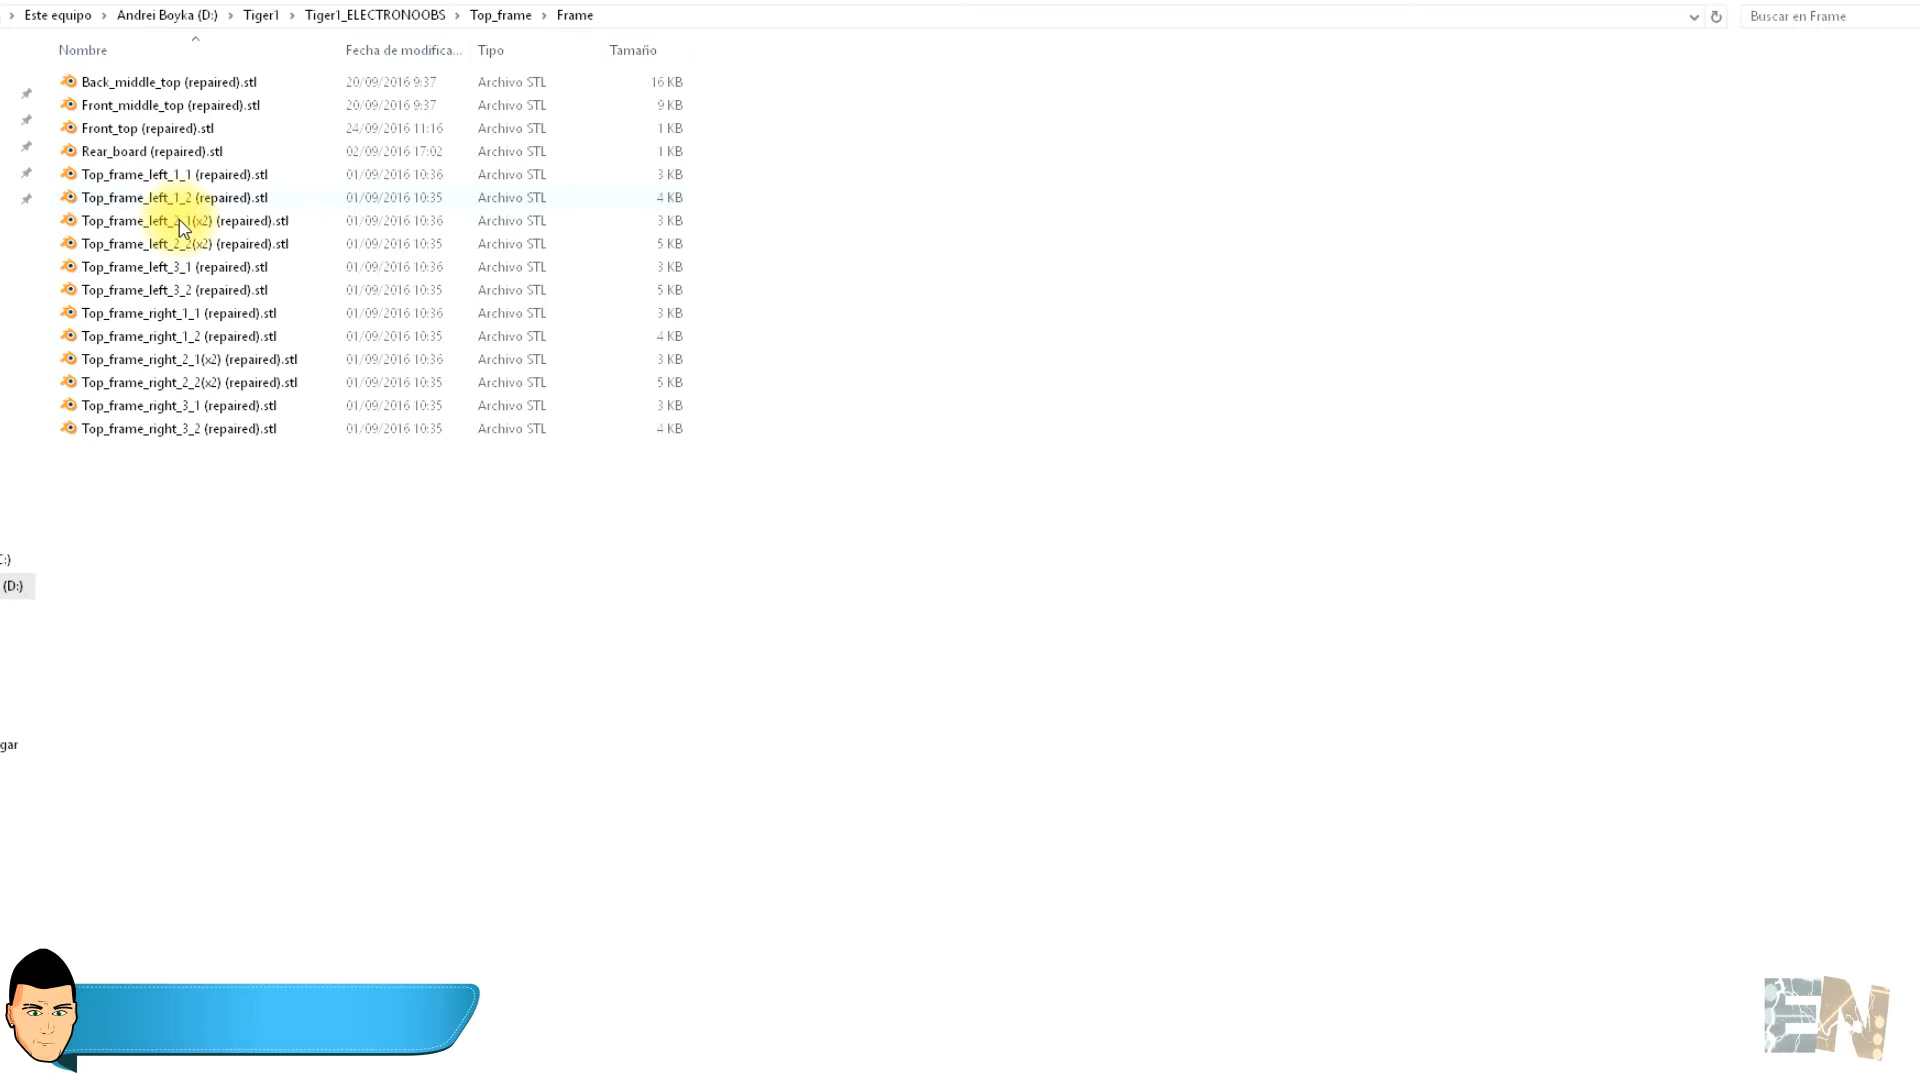 Este equipo > Andrei Boyka (D:) > Tiger1 > Tiger1_ELECTRONOOBS > Top_frame > Frame
Buscar en Frame
Nombre Fecha de modifica... Tipo Tamaño
Back_middle_top (repaired).stl 20/09/2016 9:37 Archivo STL 16 KB
Front_middle_top (repaired).stl 20/09/2016 9:37 Archivo STL 9 KB
Front_top (repaired).stl 24/09/2016 11:16 Archivo STL 1 KB
Rear_board (repaired).stl 02/09/2016 17:02 Archivo STL 1 KB
Top_frame_left_1_1 (repaired).stl 01/09/2016 10:36 Archivo STL 3 KB
Top_frame_left_1_2 (repaired).stl 01/09/2016 10:35 Archivo STL 4 KB
Top_frame_left_2_1(x2) (repaired).stl 01/09/2016 10:36 Archivo STL 3 KB
Top_frame_left_2_2(x2) (repaired).stl 01/09/2016 10:35 Archivo STL 5 KB
Top_frame_left_3_1 (repaired).stl 01/09/2016 10:36 Archivo STL 3 KB
Top_frame_left_3_2 (repaired).stl 01/09/2016 10:35 Archivo STL 5 KB
Top_frame_right_1_1 (repaired).stl 01/09/2016 10:36 Archivo STL 3 KB
Top_frame_right_1_2 (repaired).stl 01/09/2016 10:35 Archivo STL 4 KB
Top_frame_right_2_1(x2) (repaired).stl 01/09/2016 10:36 Archivo STL 3 KB
Top_frame_right_2_2(x2) (repaired).stl 01/09/2016 10:35 Archivo STL 5 KB
Top_frame_right_3_1 (repaired).stl 01/09/2016 10:35 Archivo STL 3 KB
Top_frame_right_3_2 (repaired).stl 01/09/2016 10:35 Archivo STL 4 KB
C:)
(D:)
gar
EN